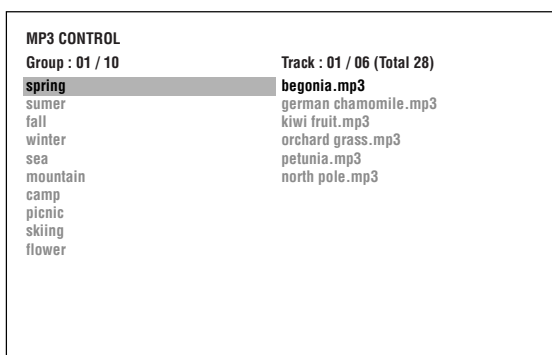 MP3 CONTROL
Group : 01 / 10
Track : 01 / 06 (Total 28)
spring
begonia.mp3
sumer
german chamomile.mp3
fall
kiwi fruit.mp3
winter
orchard grass.mp3
sea
petunia.mp3
mountain
north pole.mp3
camp
picnic
skiing
flower